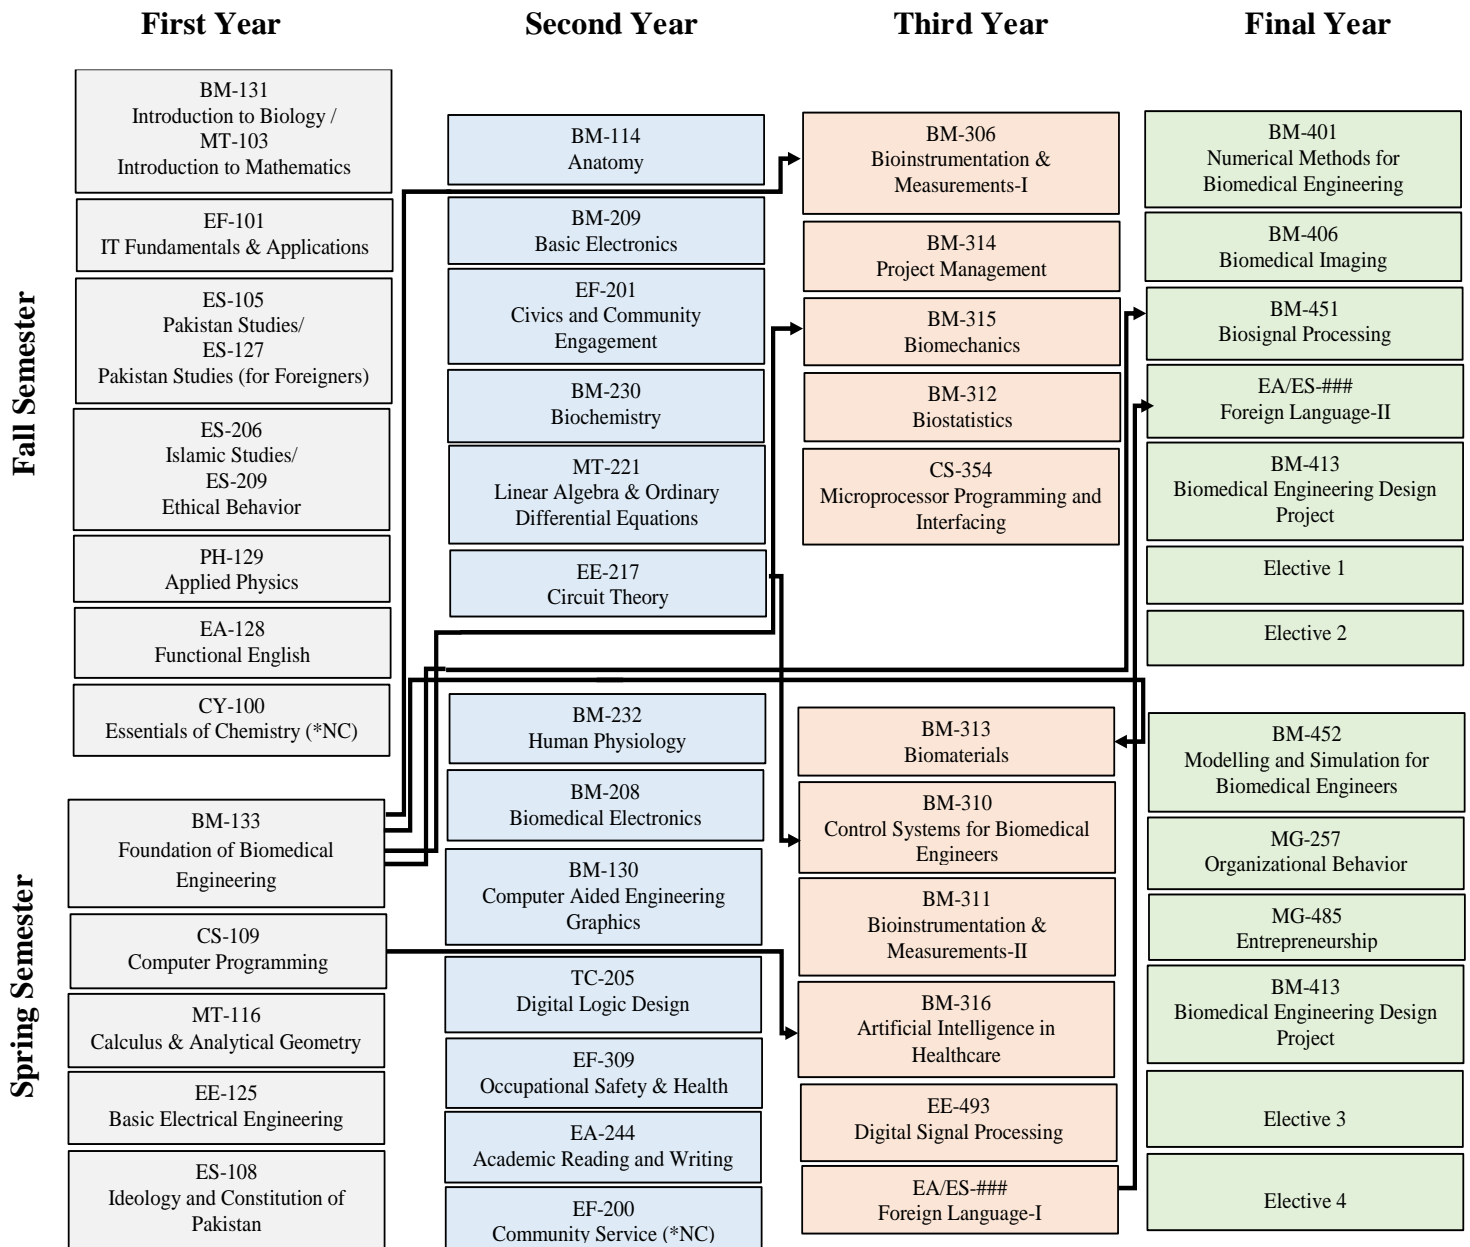 First Year
Second Year
Third Year
Final Year
Fall Semester
BM-131
Introduction to Biology /
MT-103
Introduction to Mathematics
EF-101
IT Fundamentals & Applications
ES-105
Pakistan Studies/
ES-127
Pakistan Studies (for Foreigners)
ES-206
Islamic Studies/
ES-209
Ethical Behavior
PH-129
Applied Physics
EA-128
Functional English
CY-100
Essentials of Chemistry (*NC)
BM-114
Anatomy
BM-209
Basic Electronics
EF-201
Civics and Community
Engagement
BM-230
Biochemistry
MT-221
Linear Algebra & Ordinary
Differential Equations
EE-217
Circuit Theory
BM-306
Bioinstrumentation &
Measurements-I
BM-314
Project Management
BM-315
Biomechanics
BM-312
Biostatistics
CS-354
Microprocessor Programming and
Interfacing
BM-401
Numerical Methods for
Biomedical Engineering
BM-406
Biomedical Imaging
BM-451
Biosignal Processing
EA/ES-###
Foreign Language-II
BM-413
Biomedical Engineering Design
Project
Elective 1
Elective 2
Spring Semester
BM-133
Foundation of Biomedical
Engineering
CS-109
Computer Programming
MT-116
Calculus & Analytical Geometry
EE-125
Basic Electrical Engineering
ES-108
Ideology and Constitution of
Pakistan
BM-232
Human Physiology
BM-208
Biomedical Electronics
BM-130
Computer Aided Engineering
Graphics
TC-205
Digital Logic Design
EF-309
Occupational Safety & Health
EA-244
Academic Reading and Writing
EF-200
Community Service (*NC)
BM-313
Biomaterials
BM-310
Control Systems for Biomedical
Engineers
BM-311
Bioinstrumentation &
Measurements-II
BM-316
Artificial Intelligence in
Healthcare
EE-493
Digital Signal Processing
EA/ES-###
Foreign Language-I
BM-452
Modelling and Simulation for
Biomedical Engineers
MG-257
Organizational Behavior
MG-485
Entrepreneurship
BM-413
Biomedical Engineering Design
Project
Elective 3
Elective 4